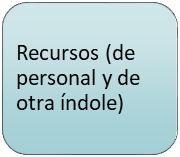 Recursos (de
personal y de
otra índole)